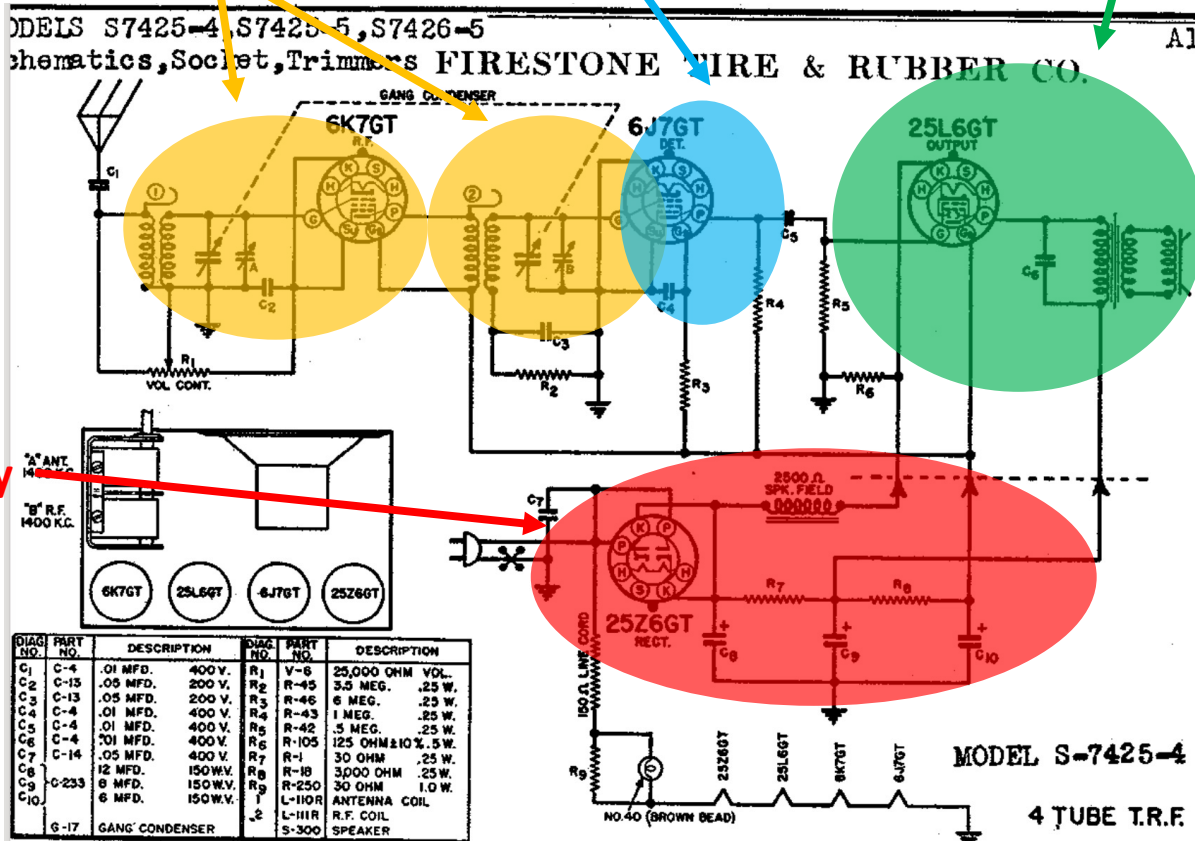 ODELS S7425-4,S7425-5,S7426-5
chematics,Socket,Trimmers FIRESTONE TIRE & RUBBER CO.
Al
GANG CONDENSER
6K7GT
R.F.
6J7GT
DET.
25L6GT
OUTPUT
C1
1
A
C2
R1
VOL CONT.
K S H H G P Su Gs
2
B
C3
R2
K S H H G P Su Gs
C4
R3
R4
C5
R5
R6
K S H H P G Gs
C6
"A" ANT.
1400 K.C.
"B" R.F.
1400 K.C.
6K7GT 25L6GT 6J7GT 25Z6GT
C7
2500 Ω
SPK. FIELD
K P P H H S K
25Z6GT
RECT.
R7
R8
C8
C9
C10
150 Ω LINE CORD
R9
NO.40 (BROWN BEAD)
25Z6GT 25L6GT 6K7GT 6J7GT
MODEL S-7425-4
4 TUBE T.R.F.
DIAG. NO. PART NO. DESCRIPTION DIAG. NO. PART NO. DESCRIPTION
C1 C-4 .01 MFD. 400 V. R1 V-6 25,000 OHM VOL.
C2 C-13 .05 MFD. 200 V. R2 R-45 3.5 MEG. .25 W.
C3 C-13 .05 MFD. 200 V. R3 R-46 6 MEG. .25 W.
C4 C-4 .01 MFD. 400 V. R4 R-43 1 MEG. .25 W.
C5 C-4 .01 MFD. 400 V. R5 R-42 .5 MEG. .25 W.
C6 C-4 .01 MFD. 400 V. R6 R-105 125 OHM±10% .5 W.
C7 C-14 .05 MFD. 400 V. R7 R-1 30 OHM .25 W.
C8 12 MFD. 150 W.V. R8 R-18 3,000 OHM .25 W.
C9 C-233 8 MFD. 150 W.V. R9 R-250 30 OHM 1.0 W.
C10 6 MFD. 150 W.V. 1 L-110R ANTENNA COIL
2 L-111R R.F. COIL
G-17 GANG CONDENSER S-300 SPEAKER